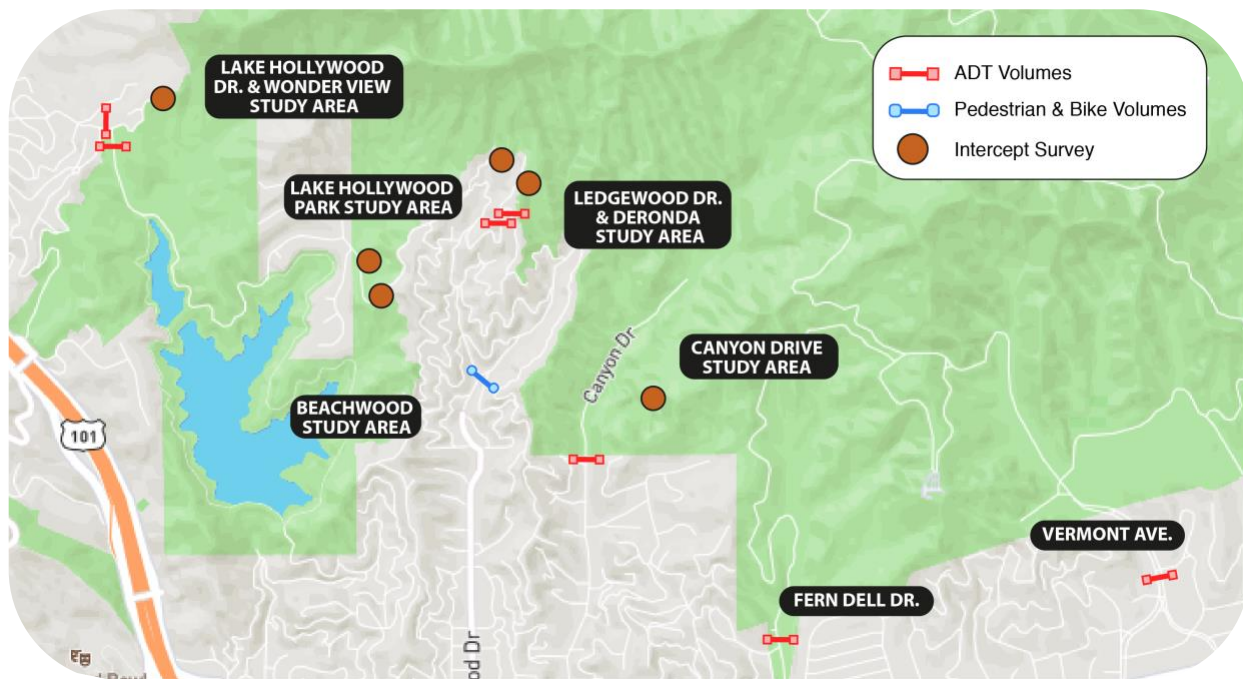 LAKE HOLLYWOOD
DR. & WONDER VIEW
STUDY AREA
ADT Volumes
Pedestrian & Bike Volumes
Intercept Survey
LAKE HOLLYWOOD
PARK STUDY AREA
LEDGEWOOD DR.
& DERONDA
STUDY AREA
Canyon Dr
CANYON DRIVE
STUDY AREA
BEACHWOOD
STUDY AREA
101
VERMONT AVE.
FERN DELL DR.
od Dr